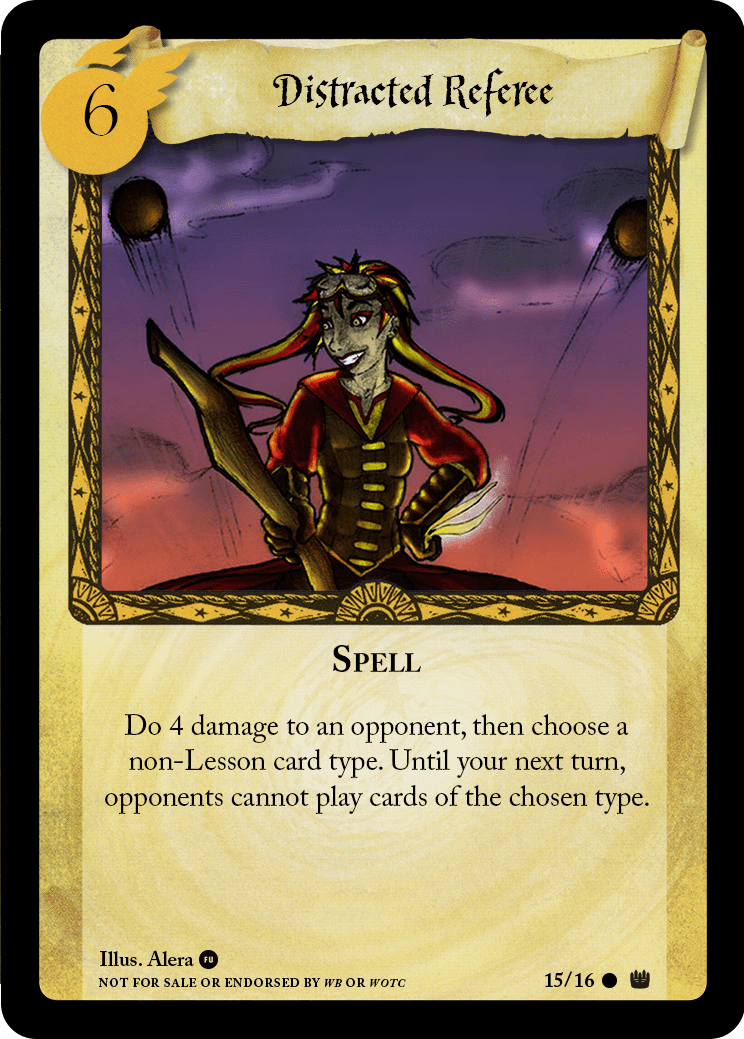 6
Distracted Referee
SPELL
Do 4 damage to an opponent, then choose a
non-Lesson card type. Until your next turn,
opponents cannot play cards of the chosen type.
Illus. Alera FU
NOT FOR SALE OR ENDORSED BY WB OR WOTC
15/16